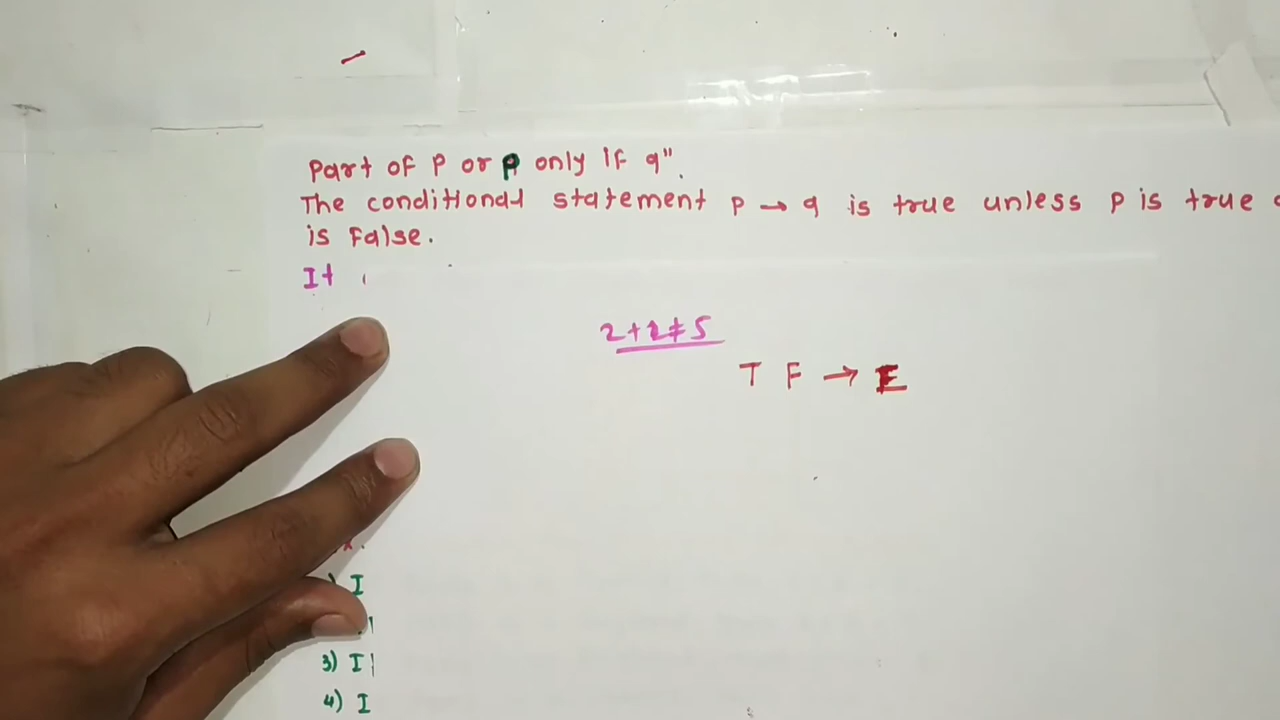 Part of P or p only if q".
The conditional statement p → q is true unless p is true
is False.
It
2+2≠5
T F → F
x.
) I
3) I
4) I